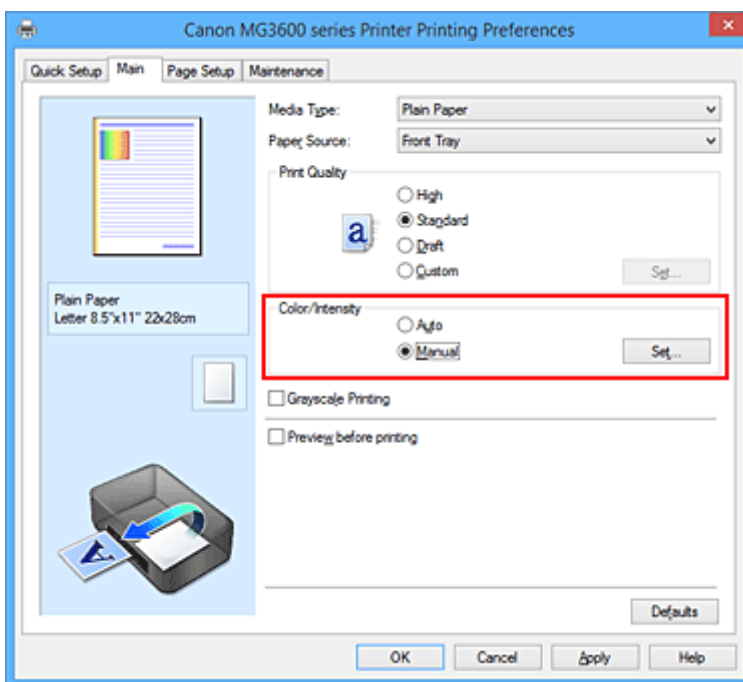 Canon MG3600 series Printer Printing Preferences
Quick Setup Main Page Setup Maintenance
Media Type: Plain Paper
Paper Source: Front Tray
Print Quality
High
Standard
Draft
Custom Set...
Plain Paper
Letter 8.5"x11" 22x28cm
Color/Intensity
Auto
Manual Set...
Grayscale Printing
Preview before printing
Defaults
OK Cancel Apply Help